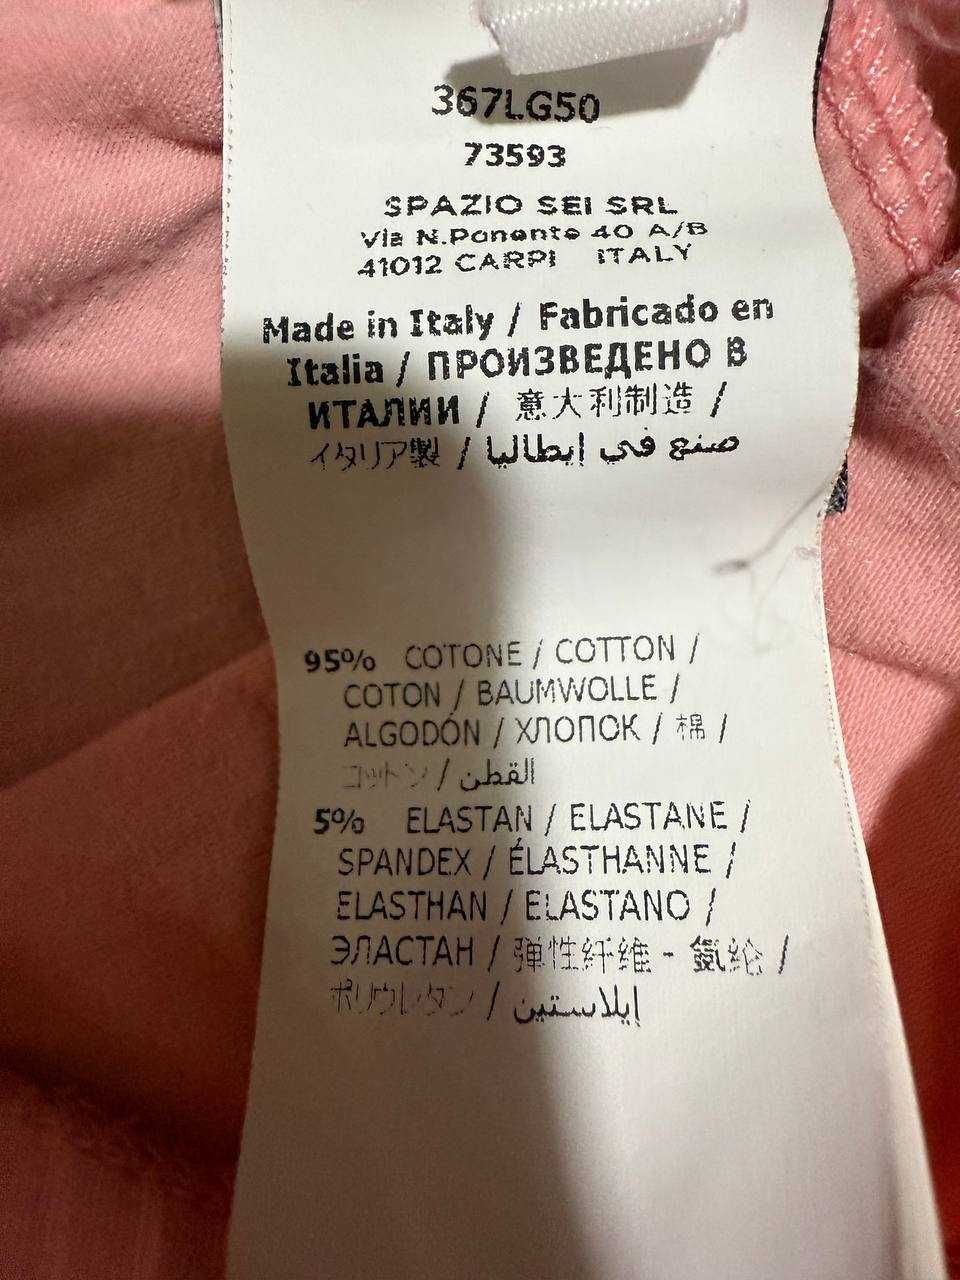 367LG50
73593
SPAZIO SEI SRL
Via N.Ponente 40 A/B
41012 CARPI ITALY
Made in Italy / Fabricado en
Italia / ПРОИЗВЕДЕНО В
ИТАЛИИ / 意大利制造 /
イタリア製 / صنع في إيطاليا
95% COTONE / COTTON /
COTON / BAUMWOLLE /
ALGODÓN / ХЛОПОК / 棉 /
コットン / القطن
5% ELASTAN / ELASTANE /
SPANDEX / ÉLASTHANNE /
ELASTHAN / ELASTANO /
ЭЛАСТАН / 弹性纤维 - 氨纶 /
ポリウレタン / إيلاستين